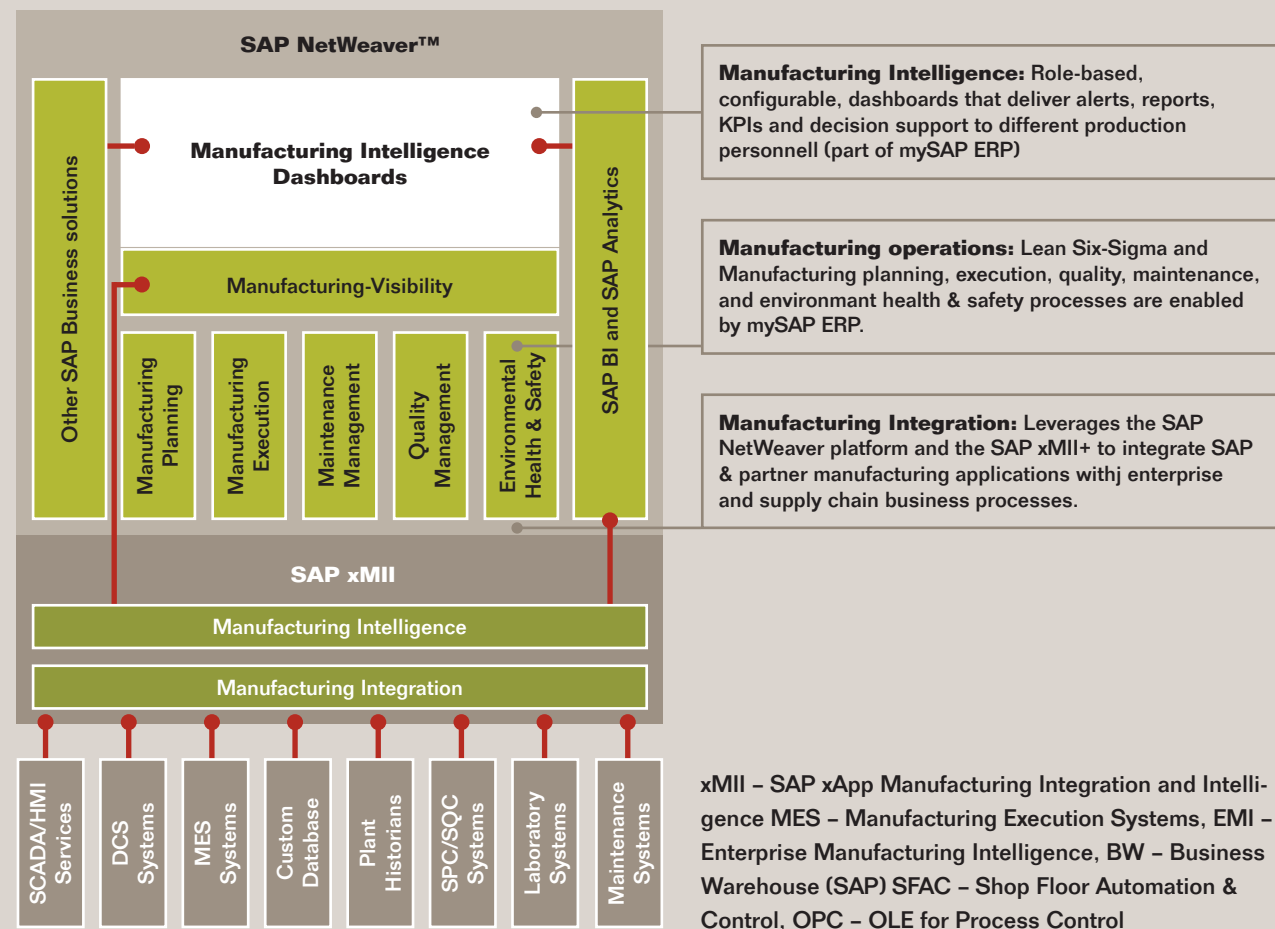 SAP NetWeaver™
Other SAP Business solutions
Manufacturing Intelligence
Dashboards
Manufacturing-Visibility
Manufacturing
Planning
Manufacturing
Execution
Maintenance
Management
Quality
Management
Environmental
Health & Safety
SAP BI and SAP Analytics
SAP xMII
Manufacturing Intelligence
Manufacturing Integration
SCADA/HMI
Services
DCS
Systems
MES
Systems
Custom
Database
Plant
Historians
SPC/SQC
Systems
Laboratory
Systems
Maintenance
Systems
Manufacturing Intelligence: Role-based,
configurable, dashboards that deliver alerts, reports,
KPIs and decision support to different production
personnell (part of mySAP ERP)
Manufacturing operations: Lean Six-Sigma and
Manufacturing planning, execution, quality, maintenance,
and environmant health & safety processes are enabled
by mySAP ERP.
Manufacturing Integration: Leverages the SAP
NetWeaver platform and the SAP xMII+ to integrate SAP
& partner manufacturing applications withj enterprise
and supply chain business processes.
xMII – SAP xApp Manufacturing Integration and Intelli-
gence MES – Manufacturing Execution Systems, EMI –
Enterprise Manufacturing Intelligence, BW – Business
Warehouse (SAP) SFAC – Shop Floor Automation &
Control, OPC – OLE for Process Control